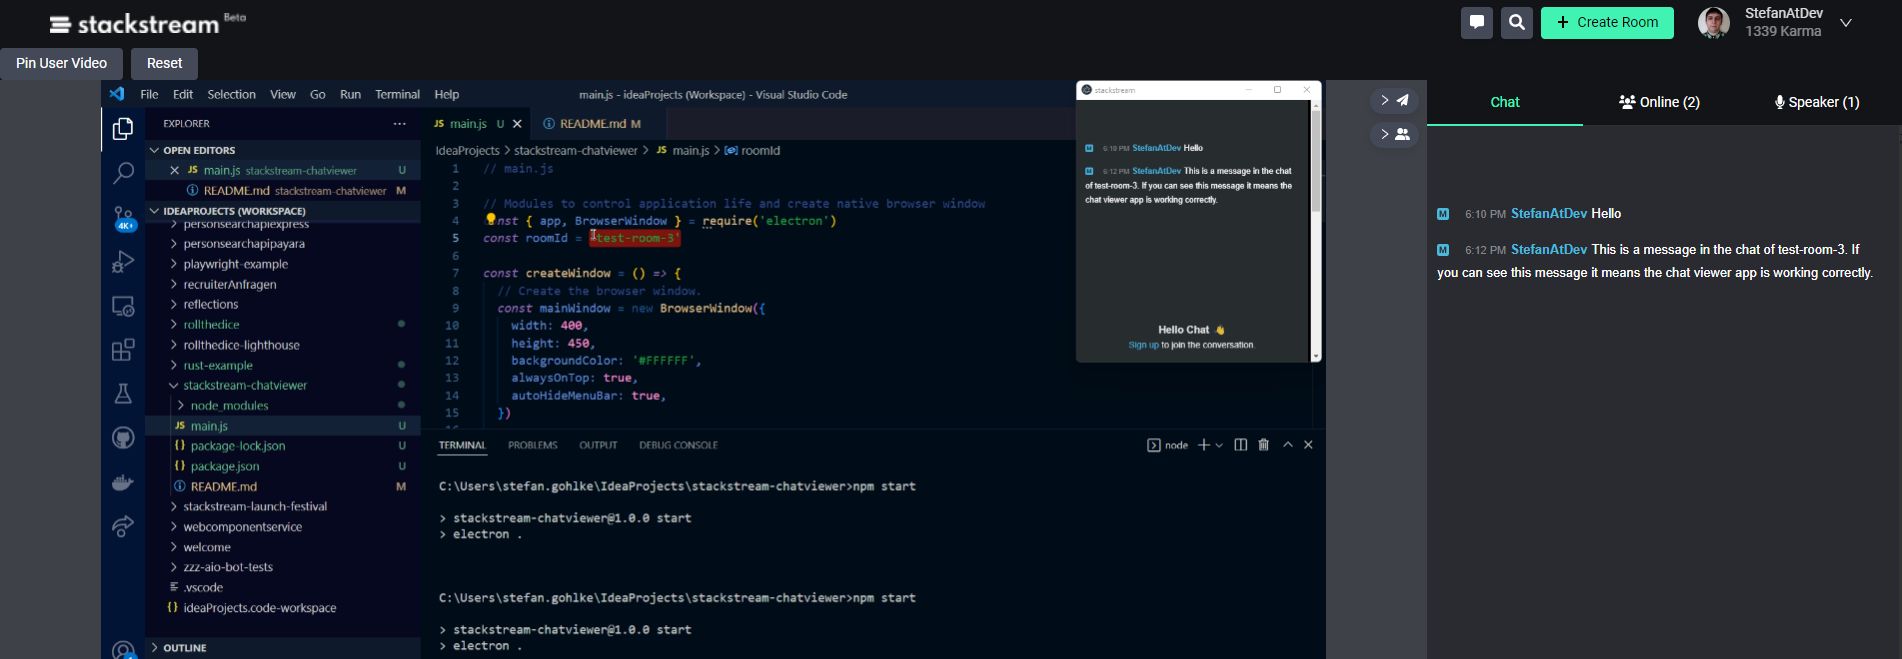 stackstream Beta
Create Room
StefanAtDev
1339 Karma
Pin User Video
Reset
File Edit Selection View Go Run Terminal Help
main.js - ideaProjects (Workspace) - Visual Studio Code
EXPLORER
OPEN EDITORS
main.js stackstream-chatviewer U
README.md stackstream-chatviewer M
IDEAPROJECTS (WORKSPACE)
personsearchapiexpress
personsearchapipayara
playwright-example
recruiterAnfragen
reflections
rollthedice
rollthedice-lighthouse
rust-example
stackstream-chatviewer
node_modules
JS main.js U
{} package-lock.json U
{} package.json U
README.md M
stackstream-launch-festival
webcomponentservice
welcome
zzz-aio-bot-tests
.vscode
{} ideaProjects.code-workspace
OUTLINE
4K+
JS main.js U
README.md M
IdeaProjects > stackstream-chatviewer > JS main.js > roomId
1 // main.js
2
3 // Modules to control application life and create native browser window
4 nst { app, BrowserWindow } = require('electron')
5 const roomId = 'test-room-3'
6
7 const createWindow = () => {
8 // Create the browser window.
9 const mainWindow = new BrowserWindow({
10 width: 400,
11 height: 450,
12 backgroundColor: '#FFFFFF',
13 alwaysOnTop: true,
14 autoHideMenuBar: true,
15 })
TERMINAL PROBLEMS OUTPUT DEBUG CONSOLE
node
C:\Users\stefan.gohlke\IdeaProjects\stackstream-chatviewer>npm start
> stackstream-chatviewer@1.0.0 start
> electron .
C:\Users\stefan.gohlke\IdeaProjects\stackstream-chatviewer>npm start
> stackstream-chatviewer@1.0.0 start
> electron .
stackstream
M 6:10 PM StefanAtDev Hello
M 6:12 PM StefanAtDev This is a message in the chat
of test-room-3. If you can see this message it means the
chat viewer app is working correctly.
Hello Chat 👋
Sign up to join the conversation.
Chat
Online (2)
Speaker (1)
M 6:10 PM StefanAtDev Hello
M 6:12 PM StefanAtDev This is a message in the chat of test-room-3. If
you can see this message it means the chat viewer app is working correctly.